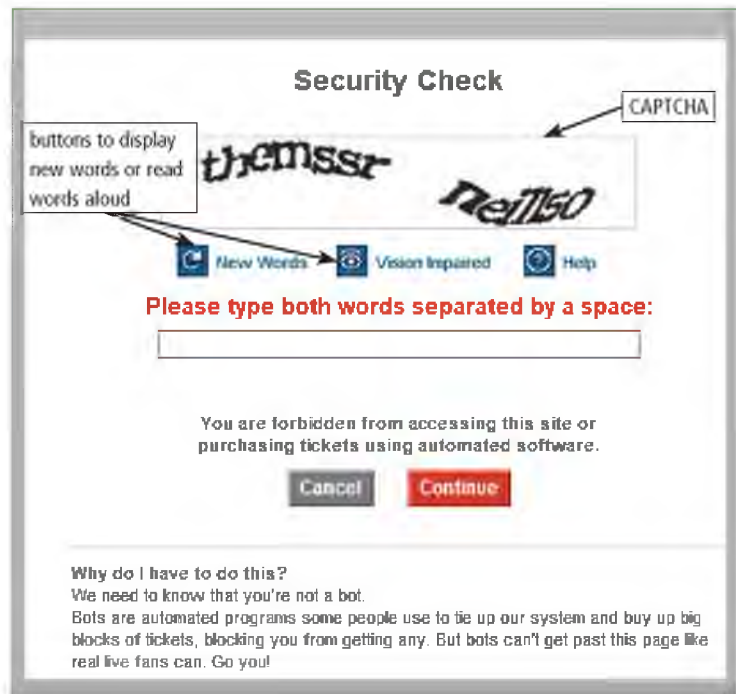 Security Check
CAPTCHA
buttons to display
new words or read
words aloud
themssr
New Words
Vision Impaired
Help
Please type both words separated by a space:
You are forbidden from accessing this site or
purchasing tickets using automated software.
Cancel
Continue
Why do I have to do this?
We need to know that you're not a bot.
Bots are automated programs some people use to tie up our system and buy up big
blocks of tickets, blocking you from getting any. But bots can't get past this page like
real live fans can. Go you!